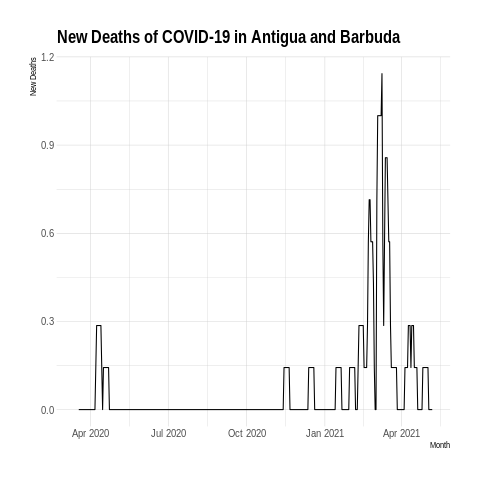 New Deaths of COVID-19 in Antigua and Barbuda
New Deaths
1.2
0.9
0.6
0.3
0.0
Apr 2020 Jul 2020 Oct 2020 Jan 2021 Apr 2021
Month